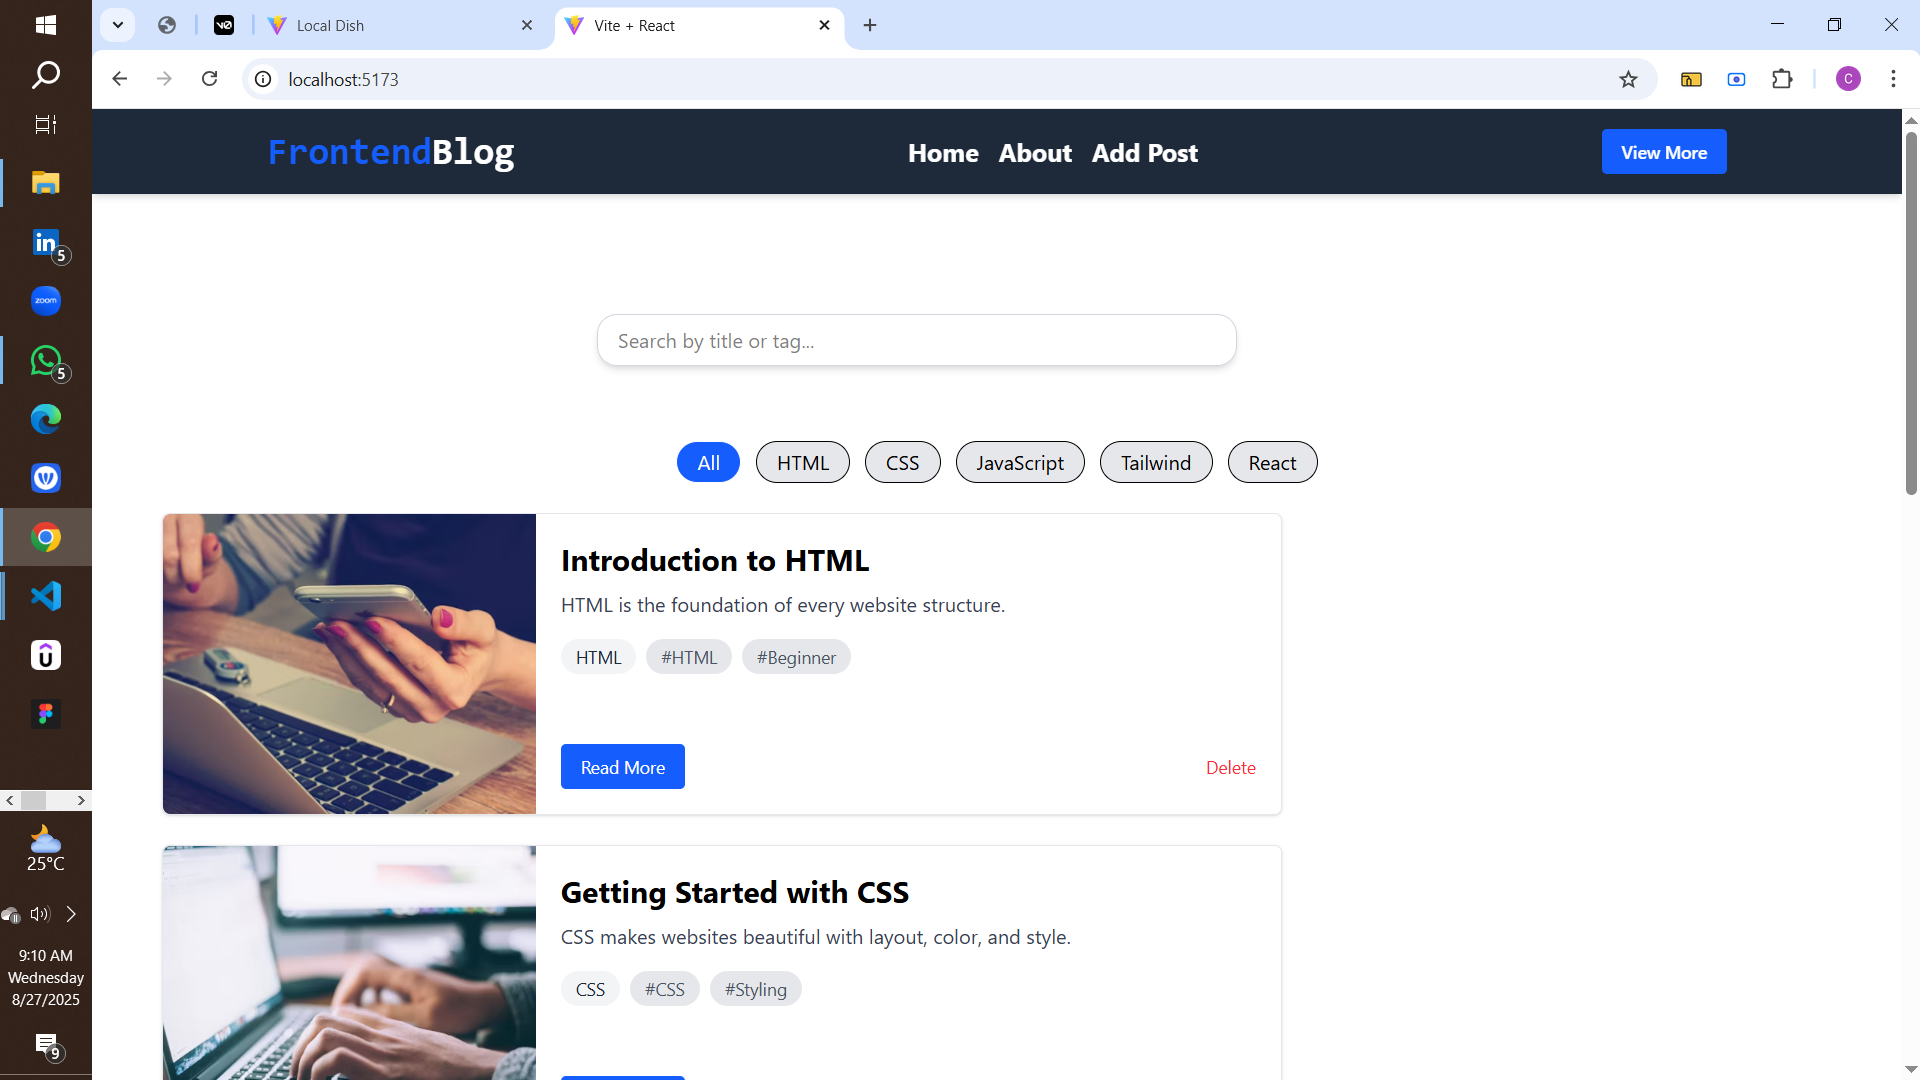 Local Dish
Vite + React
localhost:5173
C
FrontendBlog
Home About Add Post
View More
Search by title or tag...
All HTML CSS JavaScript Tailwind React
Introduction to HTML
HTML is the foundation of every website structure.
HTML #HTML #Beginner
Read More
Delete
Getting Started with CSS
CSS makes websites beautiful with layout, color, and style.
CSS #CSS #Styling
in
5
zoom
5
25°C
9:10 AM
Wednesday
8/27/2025
9